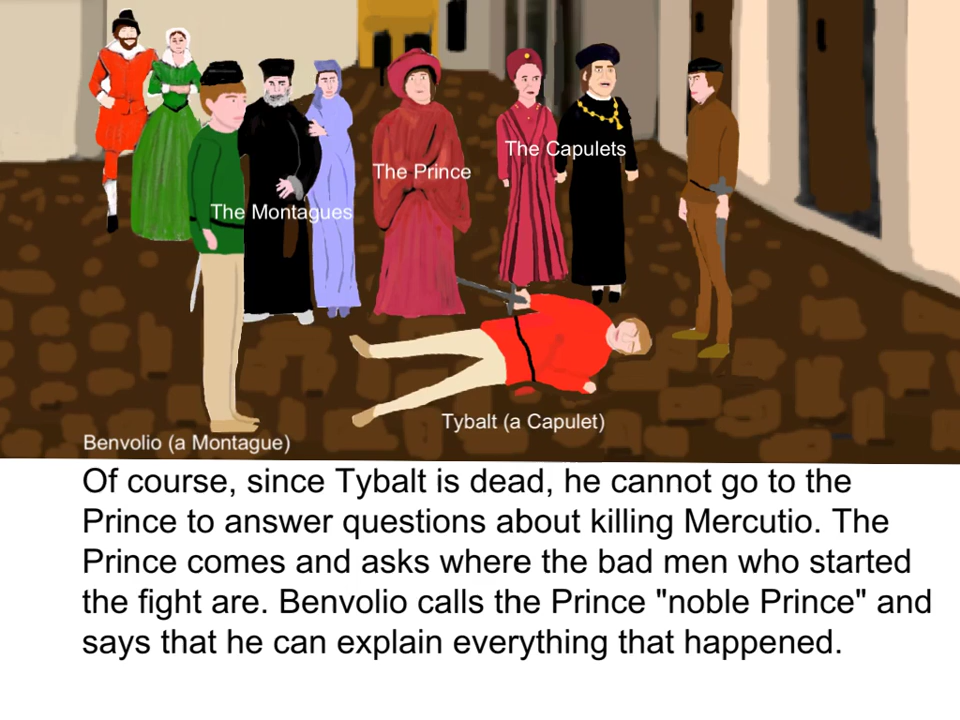 The Capulets
The Prince
The Montagues
Tybalt (a Capulet)
Benvolio (a Montague)
Of course, since Tybalt is dead, he cannot go to the
Prince to answer questions about killing Mercutio. The
Prince comes and asks where the bad men who started
the fight are. Benvolio calls the Prince "noble Prince" and
says that he can explain everything that happened.